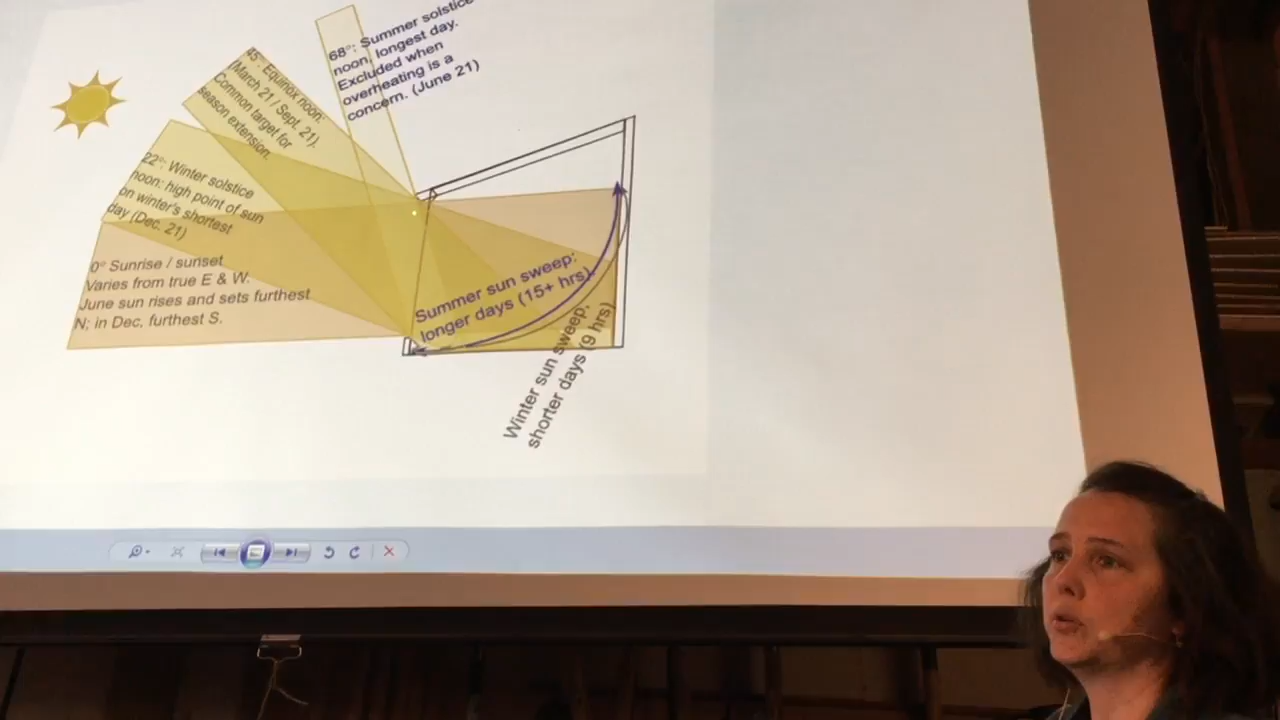 68°: Summer solstice
noon, longest day.
Excluded when
overheating is a
concern. (June 21)
45°: Equinox noon:
(March 21 / Sept. 21).
Common target for
season extension.
22°: Winter solstice
noon: high point of sun
on winter's shortest
day (Dec. 21)
0° Sunrise / sunset
Varies from true E & W.
June sun rises and sets furthest
N; in Dec, furthest S.
Summer sun sweep:
longer days (15+ hrs)
Winter sun sweep,
shorter days (9 hrs)